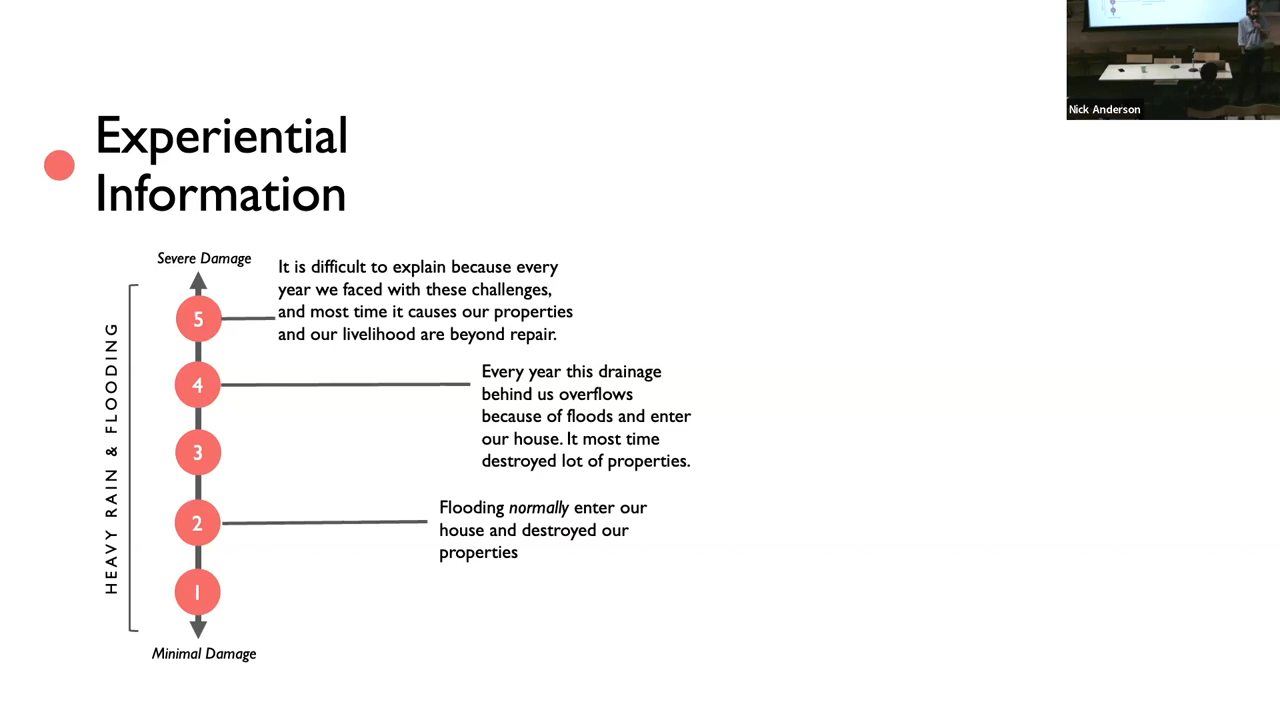 Nick Anderson
Experiential
Information
Severe Damage
It is difficult to explain because every
year we faced with these challenges,
and most time it causes our properties
and our livelihood are beyond repair.
5
Every year this drainage
behind us overflows
because of floods and enter
our house. It most time
destroyed lot of properties.
4
3
Flooding normally enter our
house and destroyed our
properties
2
1
HEAVY RAIN & FLOODING
Minimal Damage